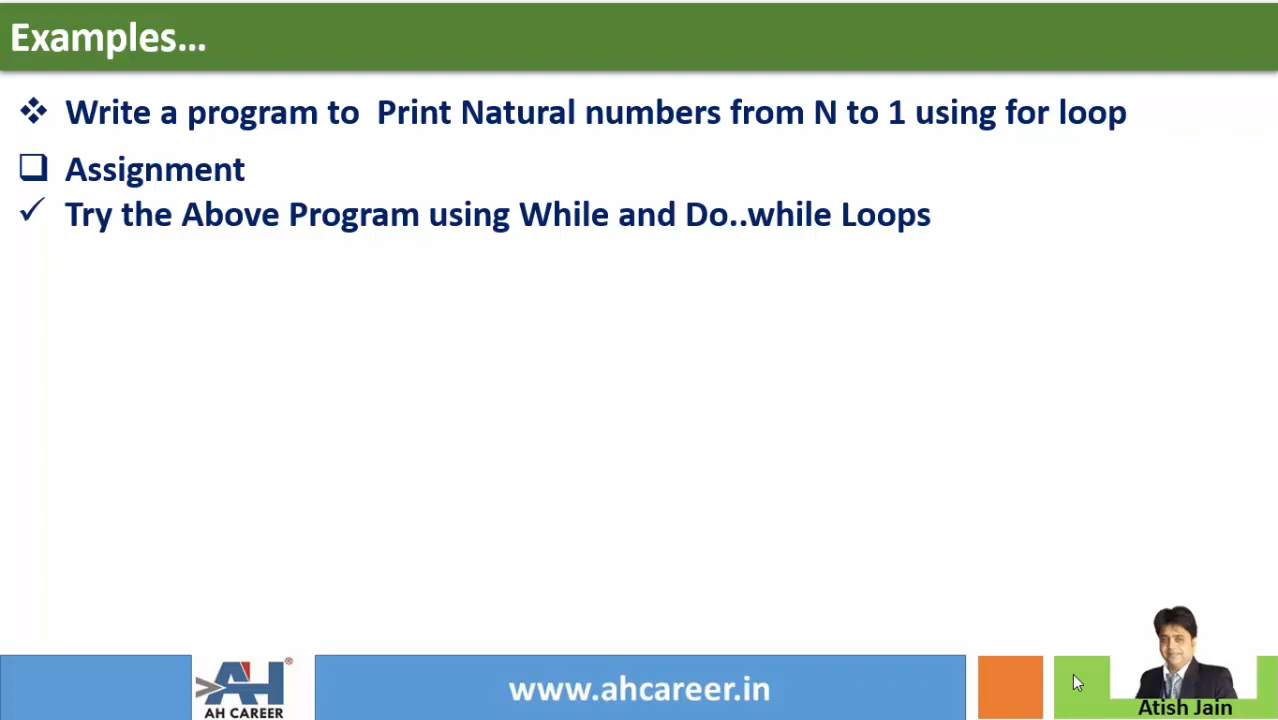 Examples...
Write a program to Print Natural numbers from N to 1 using for loop
Assignment
Try the Above Program using While and Do..while Loops
AH
®
AH CAREER
www.ahcareer.in
Atish Jain